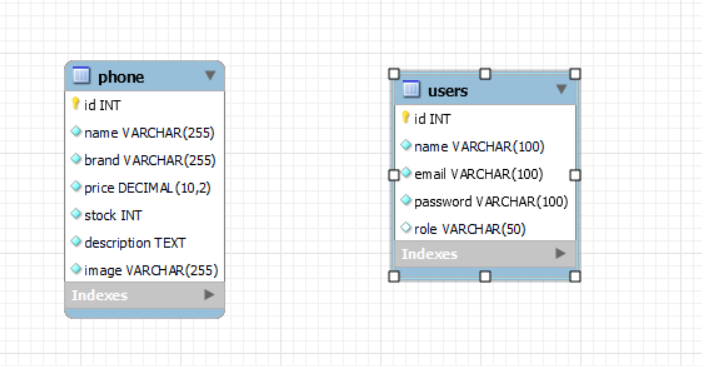 phone
id INT
name VARCHAR(255)
brand VARCHAR(255)
price DECIMAL(10,2)
stock INT
description TEXT
image VARCHAR(255)
Indexes
users
id INT
name VARCHAR(100)
email VARCHAR(100)
password VARCHAR(100)
role VARCHAR(50)
Indexes